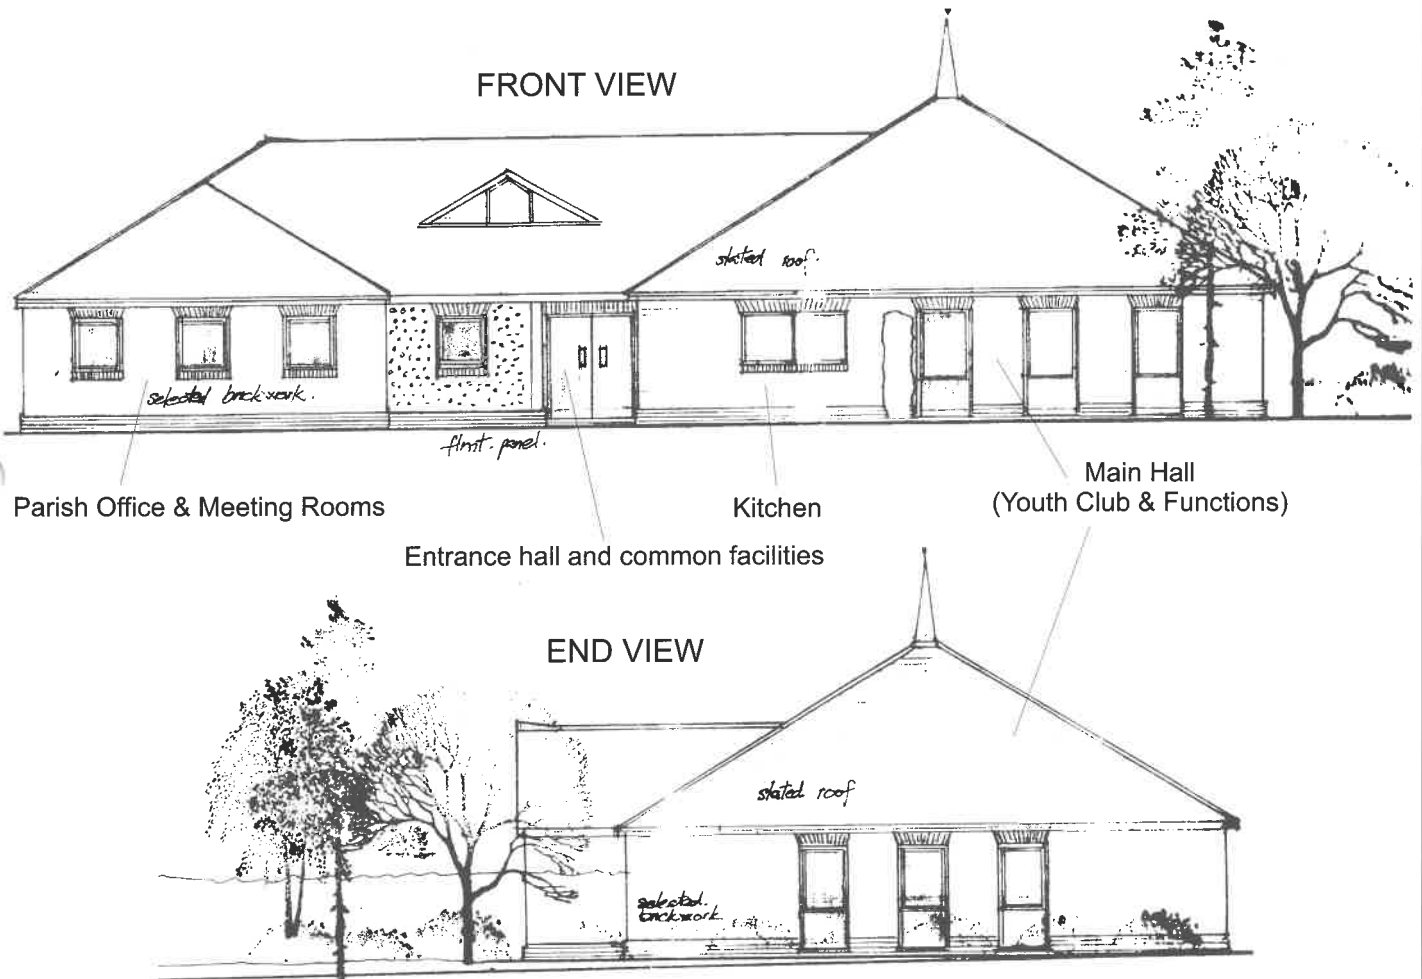 FRONT VIEW
slated roof.
selected brickwork.
flint panel.
Parish Office & Meeting Rooms
Kitchen
Main Hall
(Youth Club & Functions)
Entrance hall and common facilities
END VIEW
slated roof
selected.
brickwork.